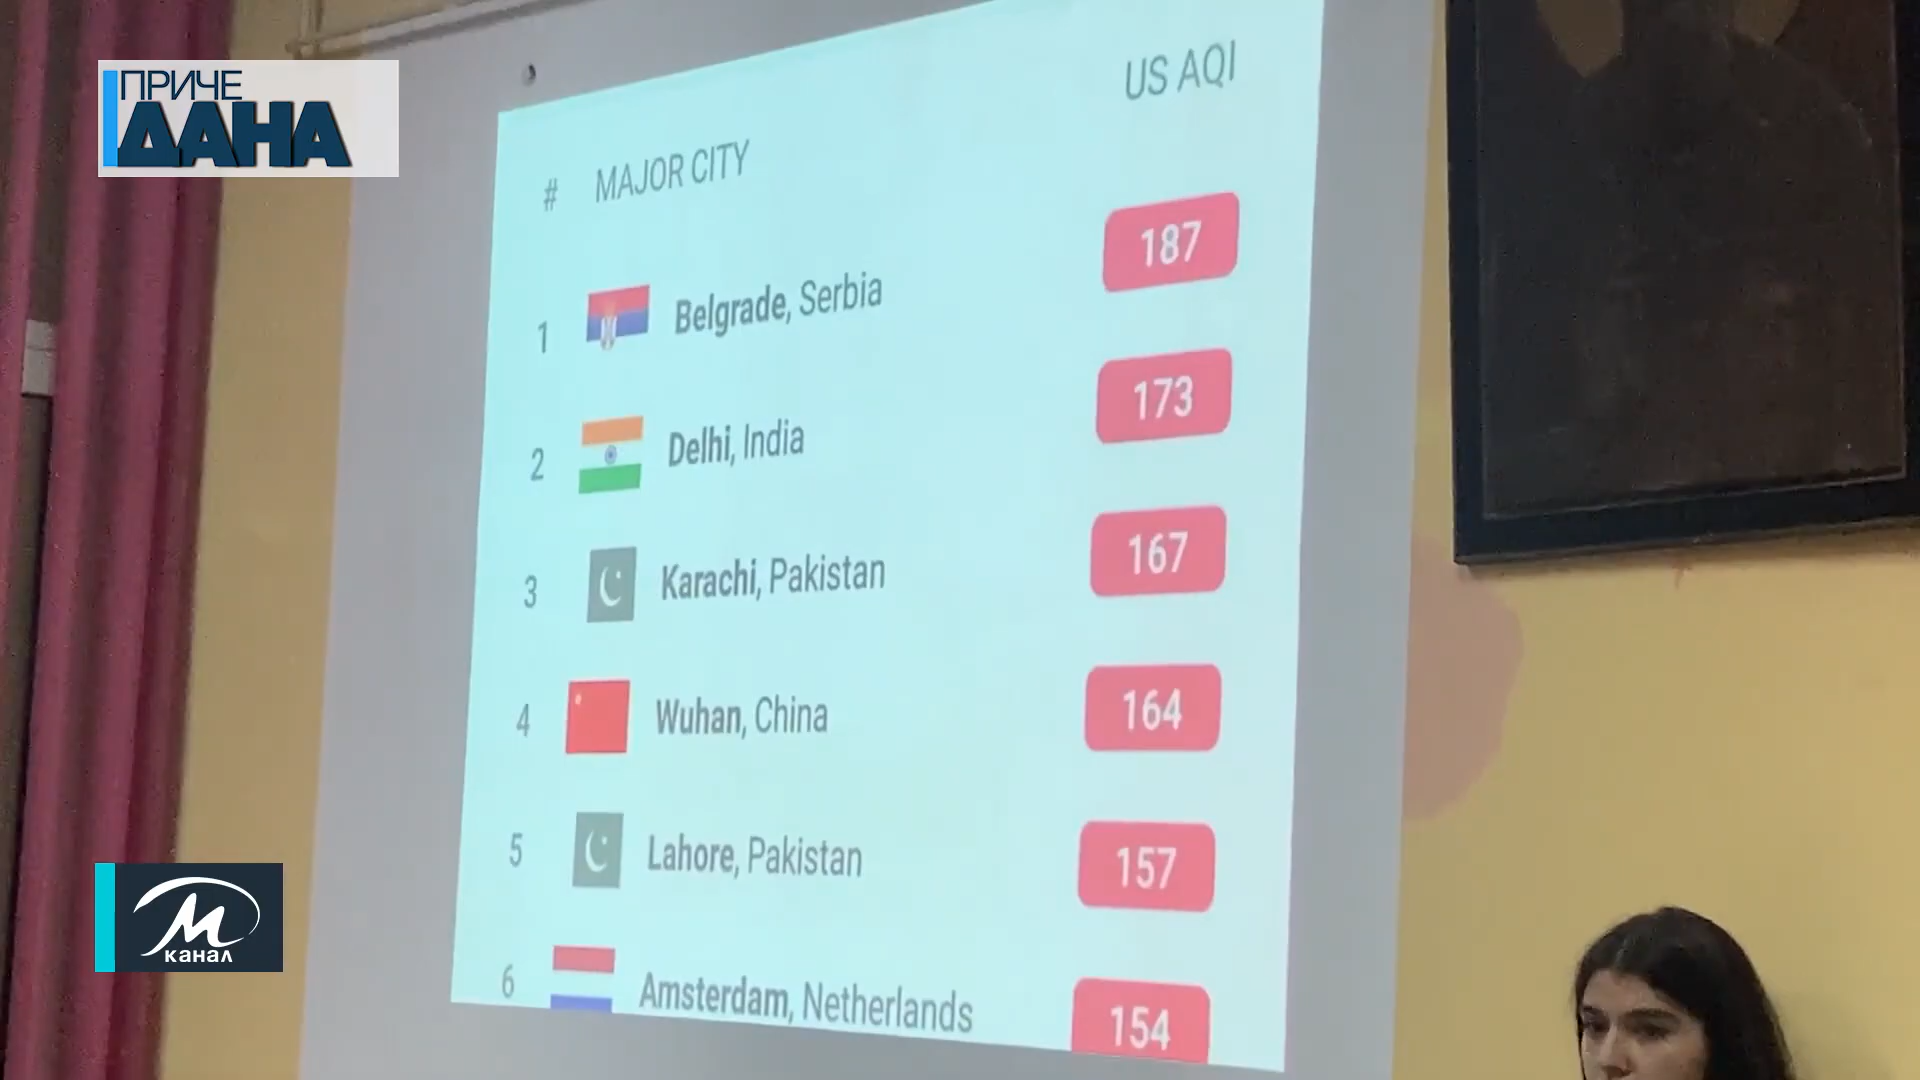 ПРИЧЕ
ДАНА
# MAJOR CITY US AQI
1 Belgrade, Serbia 187
2 Delhi, India 173
3 Karachi, Pakistan 167
4 Wuhan, China 164
5 Lahore, Pakistan 157
6 Amsterdam, Netherlands 154
М
канал